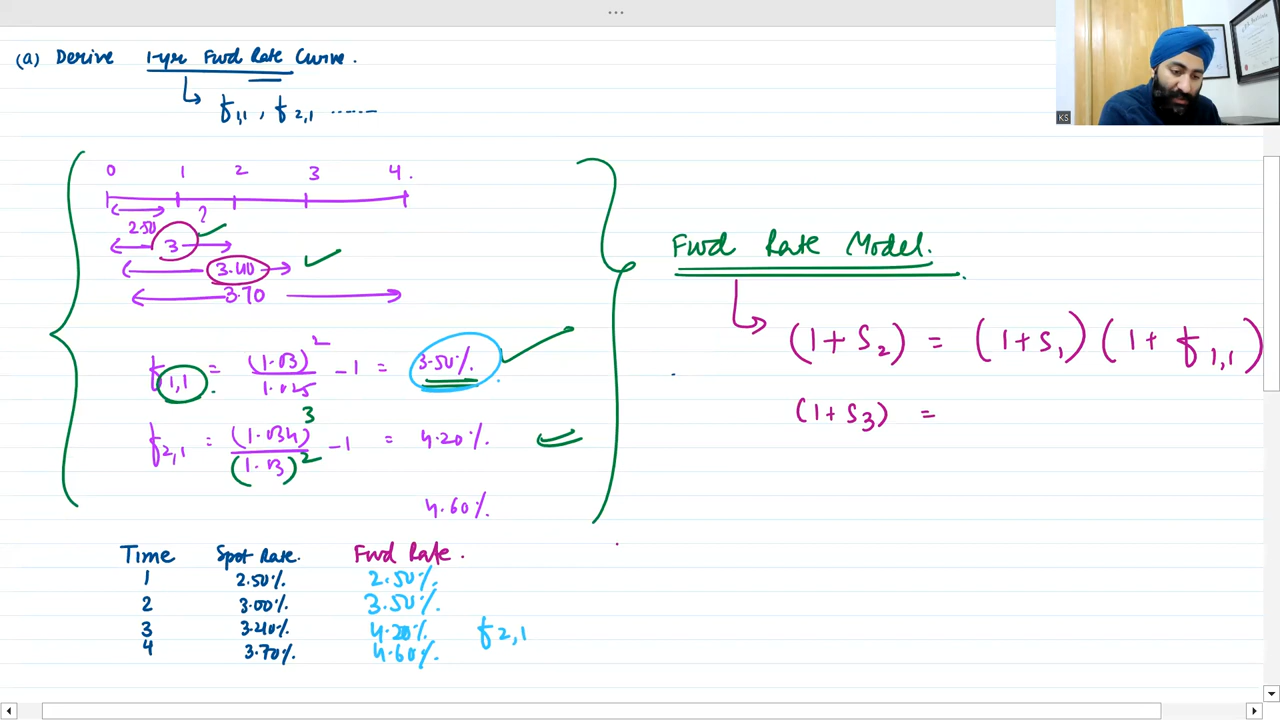 (a) Derive 1-yr Fwd Rate Curve.
f1,1 , f2,1 ......
0 1 2 3 4.
2.50 ?
3
3.40
3.70
f1,1 = (1.03)^2 / 1.025 - 1 = 3.50%
f2,1 = (1.034)^3 / (1.03)^2 - 1 = 4.20%
4.60%
Time Spot Rate. Fwd Rate.
1 2.50% 2.50%
2 3.00% 3.50%
3 3.40% 4.20% f2,1
4 3.70% 4.60%
Fwd Rate Model.
(1+S2) = (1+S1) (1+ f1,1)
(1+S3) =
KS